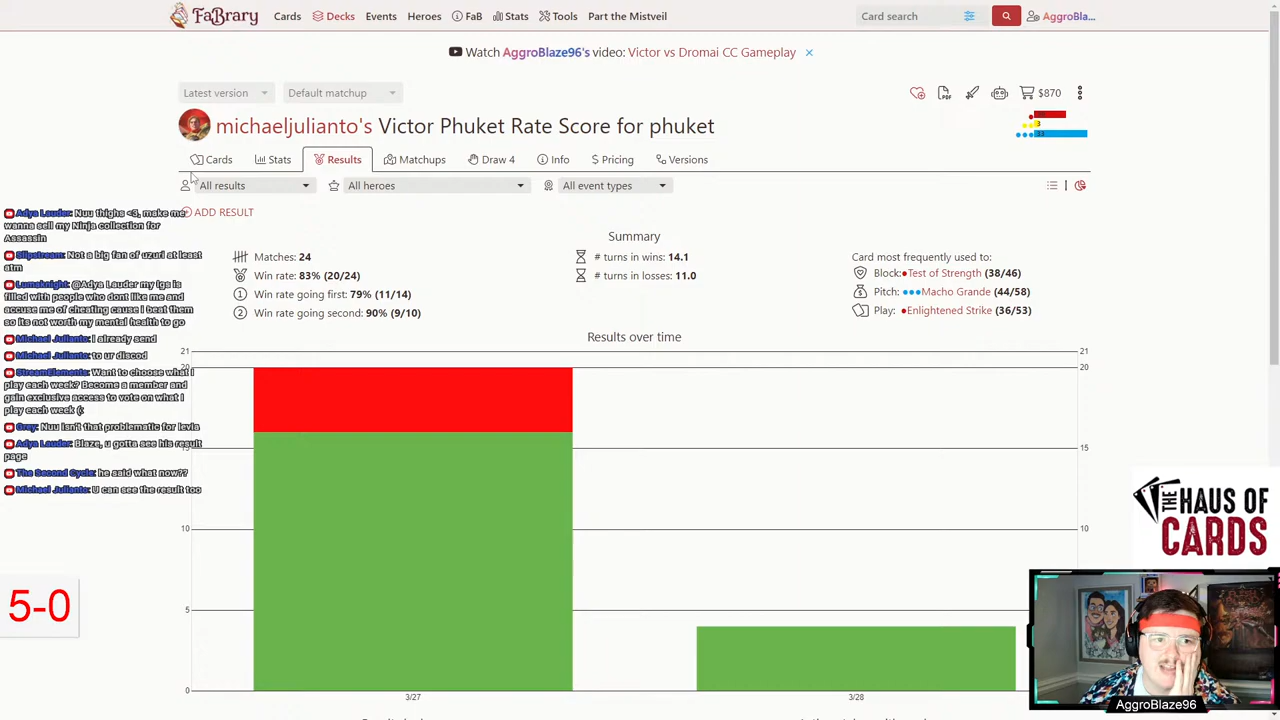 FaBrary Cards Decks Events Heroes FaB Stats Tools Part the Mistveil Card search AggroBla...
Watch AggroBlaze96's video: Victor vs Dromai CC Gameplay ×
Latest version Default matchup $870
michaeljulianto's Victor Phuket Rate Score for phuket
3
33
Cards Stats Results Matchups Draw 4 Info Pricing Versions
All results All heroes All event types
ADD RESULT
Summary
Matches: 24
Win rate: 83% (20/24)
Win rate going first: 79% (11/14)
Win rate going second: 90% (9/10)
# turns in wins: 14.1
# turns in losses: 11.0
Card most frequently used to:
Block: Test of Strength (38/46)
Pitch: Macho Grande (44/58)
Play: Enlightened Strike (36/53)
Results over time
21
20
15
10
5
0
21
20
15
10
5
3/27 3/28
Adya Lauder: Nuu thighs <3, make me
wanna sell my Ninja collection for
Assassin
Slipstream: Not a big fan of uzuri at least
atm
Lumaknight: @Adya Lauder my lgs is
filled with people who dont like me and
accuse me of cheating cause I beat them
so its not worth my mental health to go
Michael Julianto: I already send
Michael Julianto: to ur discod
StreamElements: Want to choose what I
play each week? Become a member and
gain exclusive access to vote on what I
play each week (:
Grey: Nuu isn't that problematic for levia
Adya Lauder: Blaze, u gotta see his result
page
The Second Cycle: he said what now??
Michael Julianto: U can see the result too
5-0
THE HAUS OF
CARDS
AggroBlaze96